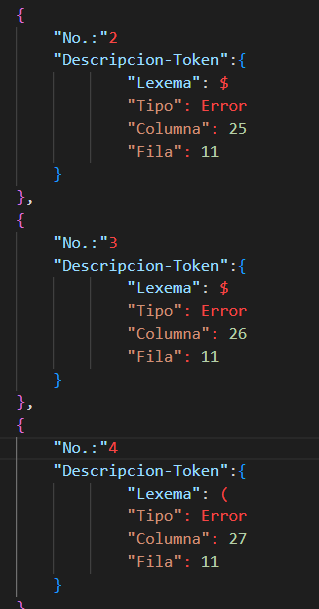 {
"No.:"2
"Descripcion-Token":{
"Lexema": $
"Tipo": Error
"Columna": 25
"Fila": 11
}
},
{
"No.:"3
"Descripcion-Token":{
"Lexema": $
"Tipo": Error
"Columna": 26
"Fila": 11
}
},
{
"No.:"4
"Descripcion-Token":{
"Lexema": (
"Tipo": Error
"Columna": 27
"Fila": 11
}
}